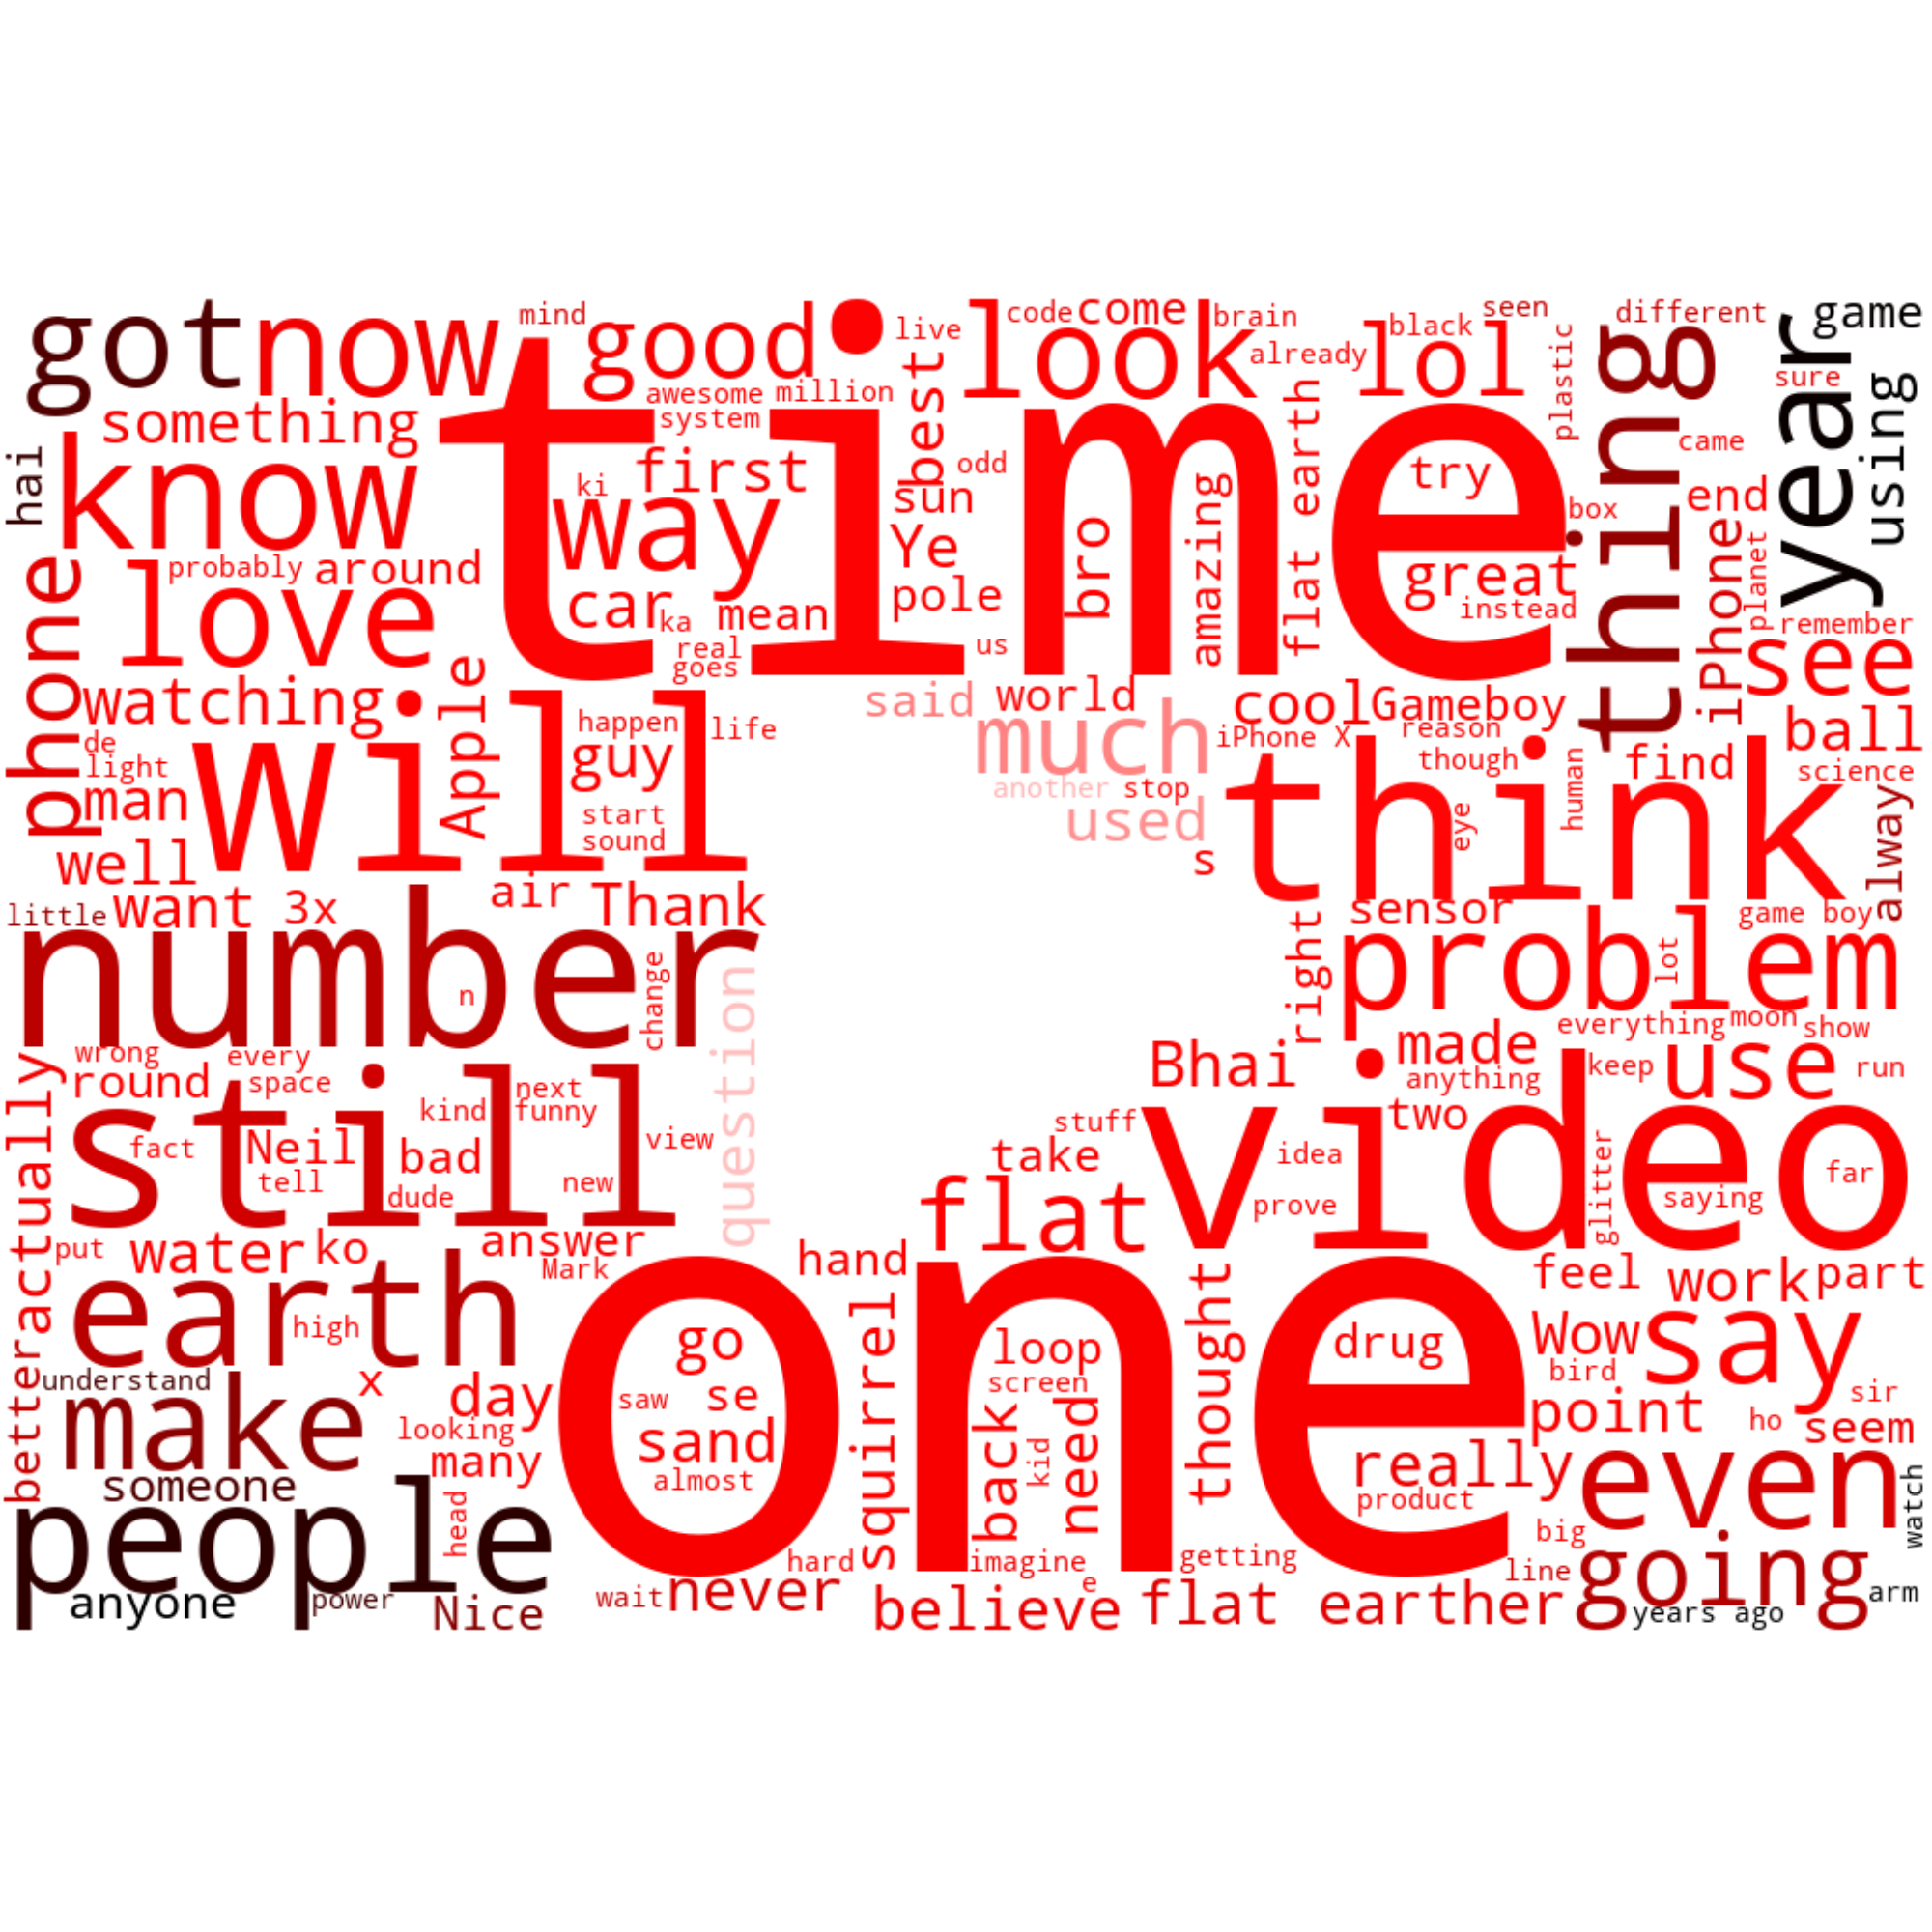 got
now
mind
good
live
look
code
come
brain
black
seen
different
game
year
something
awesome
million
system
best
already
lol
plastic
thing
sure
using
hai
know
time
first
odd
flat earth
try
came
end
ki
way
sun
box
bro
amazing
iPhone
planet
phone
probably
around
Ye
love
car
ka
mean
pole
great
instead
remember
real
us
goes
see
watching
Apple
happen
life
said
world
cool
Gameboy
de
will
guy
much
iPhone X
reason
ball
light
though
human
find
science
man
start
another
stop
think
eye
alway
sound
used
well
s
little
want
3x
air
Thank
sensor
game boy
number
n
change
question
right
problem
lot
everything
moon
show
wrong
every
Bhai
made
use
run
actually
round
space
next
anything
keep
still
kind
funny
stuff
two
fact
Neil
bad
view
take
video
idea
glitter
far
tell
dude
new
flat
prove
saying
put
water
ko
answer
hand
feel
work
part
Mark
earth
high
one
go
squirrel
loop
thought
drug
Wow
say
better
understand
x
day
saw
se
screen
bird
sir
make
looking
sand
back
kid
need
point
ho
seem
many
almost
really
someone
product
even
watch
people
head
big
hard
imagine
getting
line
going
anyone
power
Nice
wait
never
believe
e
flat earther
years ago
arm